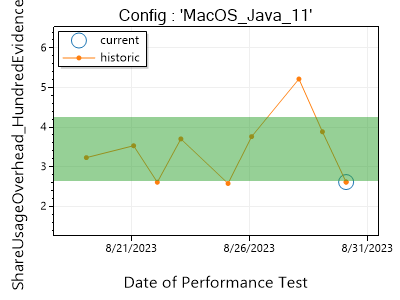 Config : 'MacOS_Java_11'
current
historic
ShareUsageOverhead_HundredEvidence
6
5
4
3
2
8/21/2023
8/26/2023
8/31/2023
Date of Performance Test